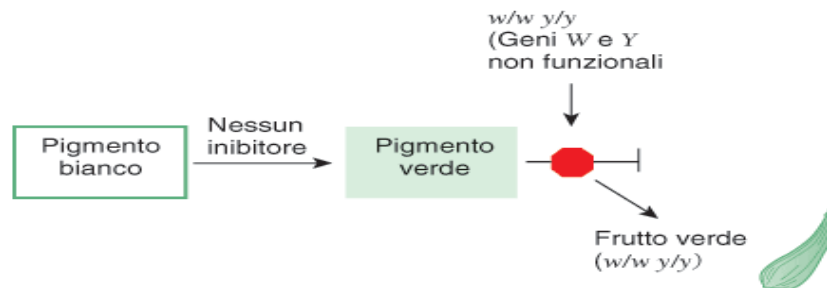 w/w y/y
(Geni W e Y
non funzionali
Pigmento
bianco
Nessun
inibitore
Pigmento
verde
Frutto verde
(w/w y/y)